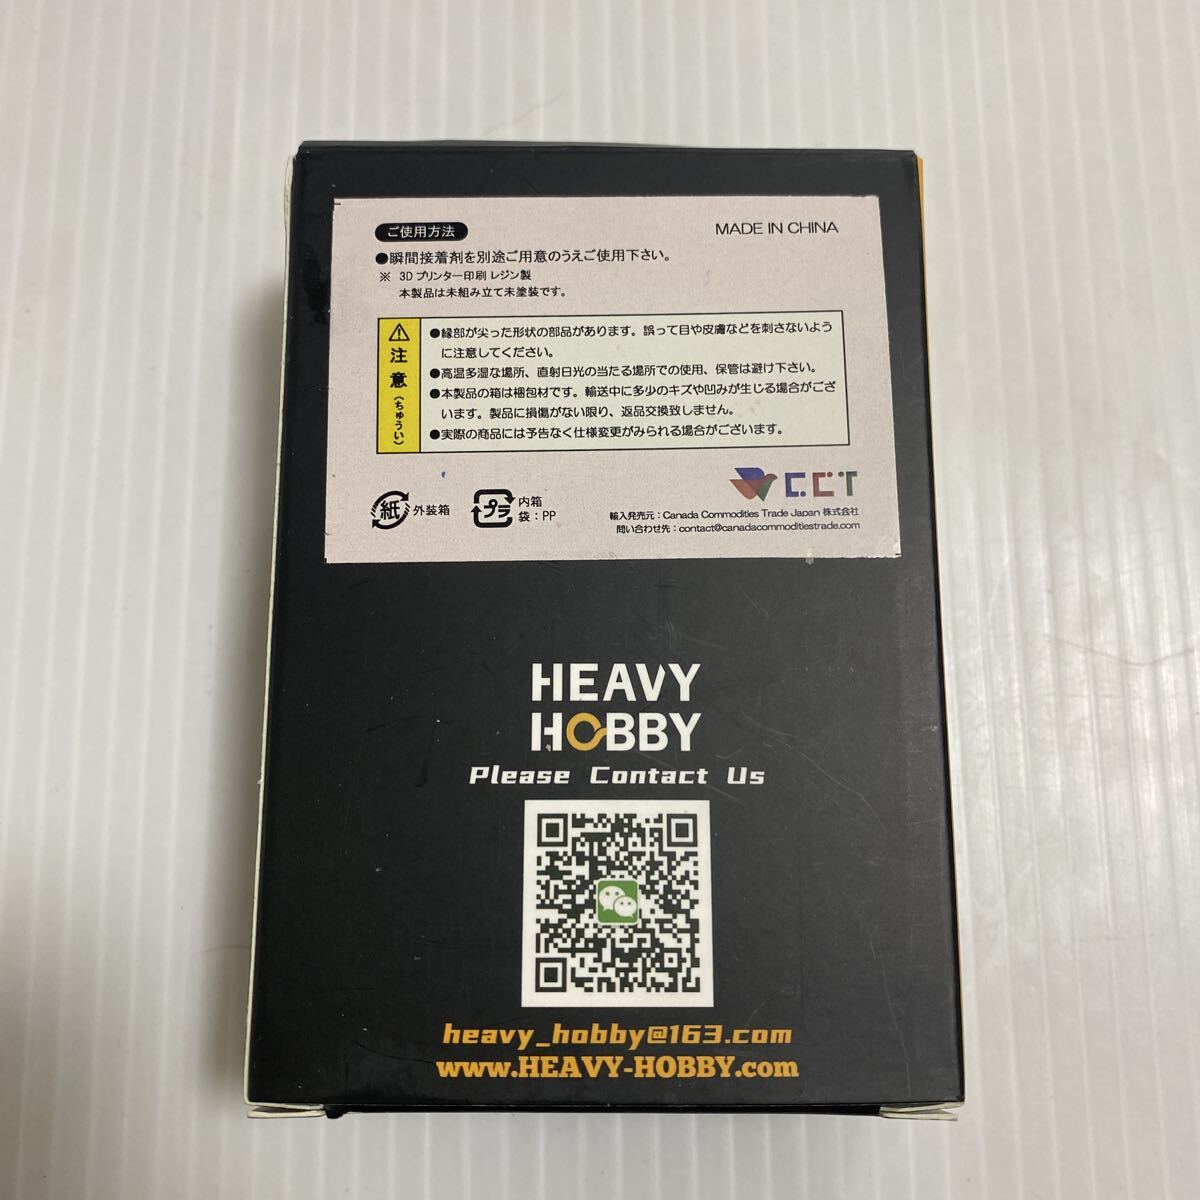 ご使用方法
MADE IN CHINA
●瞬間接着剤を別途ご用意のうえご使用下さい。
※ 3Dプリンター印刷 レジン製
本製品は未組み立て未塗装です。
注意(ちゅうい)
●縁部が尖った形状の部品があります。誤って目や皮膚などを刺さないよう
に注意してください。
●高温多湿な場所、直射日光の当たる場所での使用、保管は避け下さい。
●本製品の箱は梱包材です。輸送中に多少のキズや凹みが生じる場合がござ
います。製品に損傷がない限り、返品交換致しません。
●実際の商品には予告なく仕様変更がみられる場合がございます。
紙 外装箱
プラ 内箱
袋：PP
CCT
輸入発売元：Canada Commodities Trade Japan 株式会社
問い合わせ先：contact@canadacommoditiestrade.com
HEAVY
HOBBY
Please Contact Us
heavy_hobby@163.com
www.HEAVY-HOBBY.com